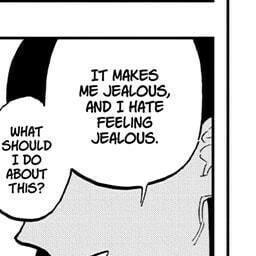 IT MAKES
ME JEALOUS,
AND I HATE
FEELING
JEALOUS.
WHAT
SHOULD
I DO
ABOUT
THIS?